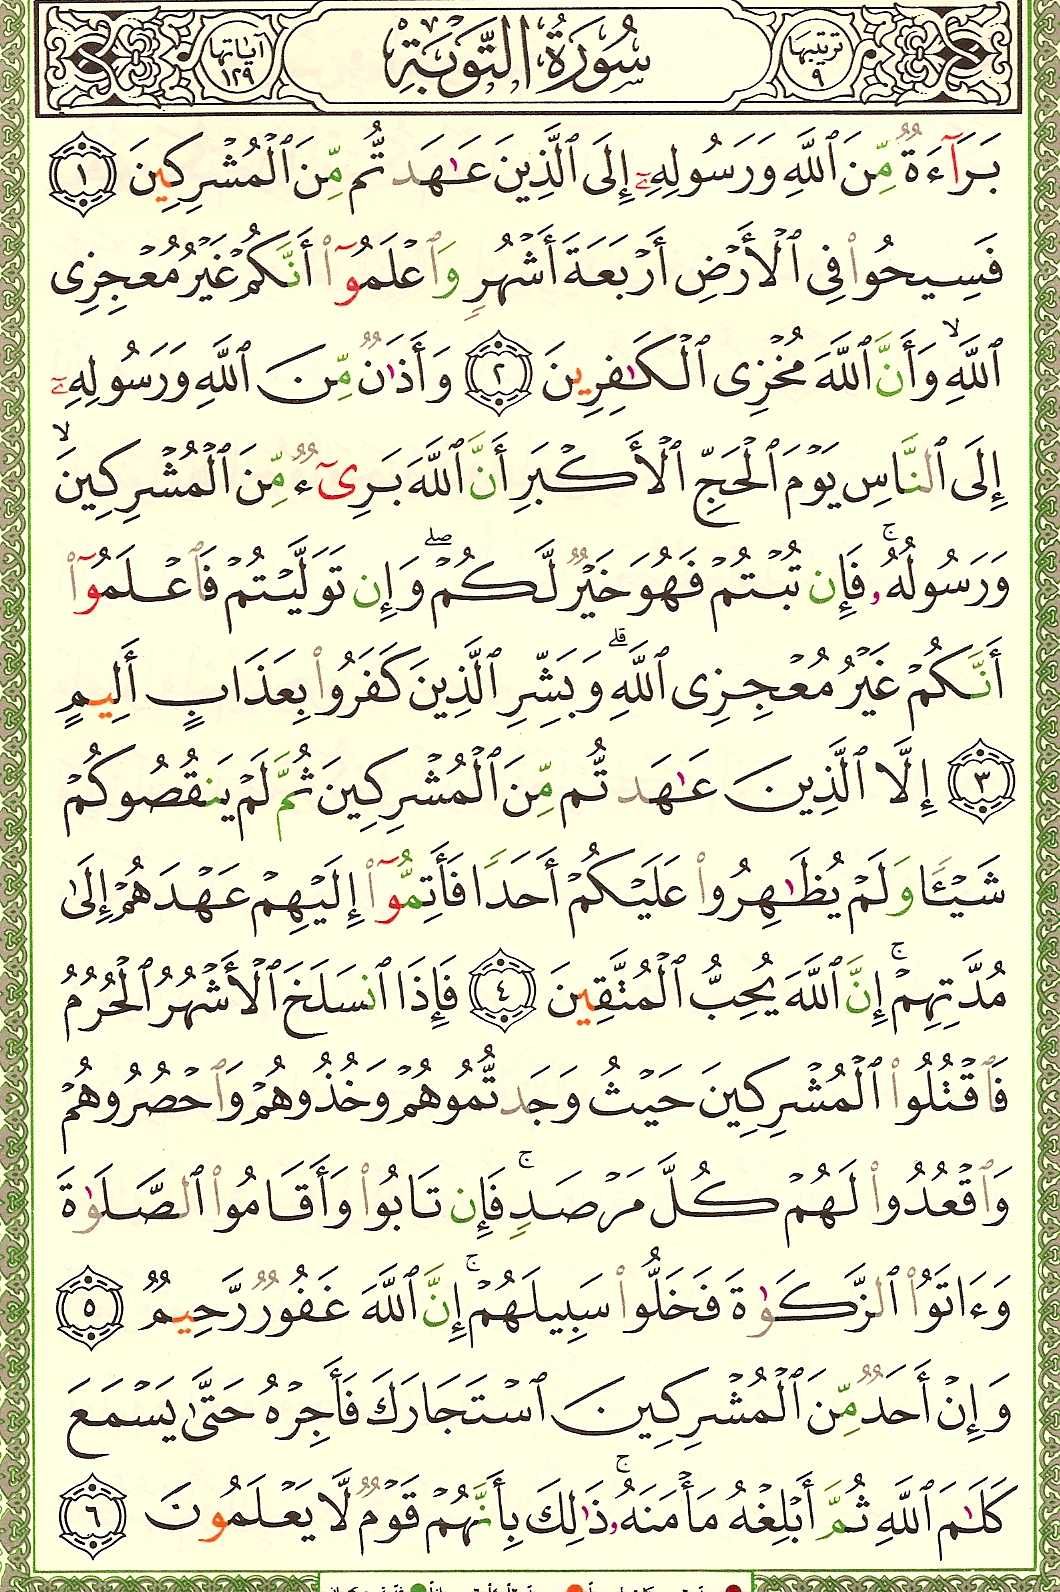 ترتيبها ٩ سُورَةُ التَّوۡبَةِ آياتها ١٢٩
بَرَآءَةٞ مِّنَ ٱللَّهِ وَرَسُولِهِۦٓ إِلَى ٱلَّذِينَ عَٰهَدتُّم مِّنَ ٱلۡمُشۡرِكِينَ ١
فَسِيحُواْ فِي ٱلۡأَرۡضِ أَرۡبَعَةَ أَشۡهُرٖ وَٱعۡلَمُوٓاْ أَنَّكُمۡ غَيۡرُ مُعۡجِزِي
ٱللَّهِۙ وَأَنَّ ٱللَّهَ مُخۡزِي ٱلۡكَٰفِرِينَ ٢ وَأَذَٰنٞ مِّنَ ٱللَّهِ وَرَسُولِهِۦٓ
إِلَى ٱلنَّاسِ يَوۡمَ ٱلۡحَجِّ ٱلۡأَكۡبَرِ أَنَّ ٱللَّهَ بَرِيٓءٞ مِّنَ ٱلۡمُشۡرِكِينَۙ
وَرَسُولُهُۥۚ فَإِن تُبۡتُمۡ فَهُوَ خَيۡرٞ لَّكُمۡۖ وَإِن تَوَلَّيۡتُمۡ فَٱعۡلَمُوٓاْ
أَنَّكُمۡ غَيۡرُ مُعۡجِزِي ٱللَّهِۗ وَبَشِّرِ ٱلَّذِينَ كَفَرُواْ بِعَذَابٍ أَلِيمٍ
٣ إِلَّا ٱلَّذِينَ عَٰهَدتُّم مِّنَ ٱلۡمُشۡرِكِينَ ثُمَّ لَمۡ يَنقُصُوكُمۡ
شَيۡـٔٗا وَلَمۡ يُظَٰهِرُواْ عَلَيۡكُمۡ أَحَدٗا فَأَتِمُّوٓاْ إِلَيۡهِمۡ عَهۡدَهُمۡ إِلَىٰ
مُدَّتِهِمۡۚ إِنَّ ٱللَّهَ يُحِبُّ ٱلۡمُتَّقِينَ ٤ فَإِذَا ٱنسَلَخَ ٱلۡأَشۡهُرُ ٱلۡحُرُمُ
فَٱقۡتُلُواْ ٱلۡمُشۡرِكِينَ حَيۡثُ وَجَدتُّمُوهُمۡ وَخُذُوهُمۡ وَٱحۡصُرُوهُمۡ
وَٱقۡعُدُواْ لَهُمۡ كُلَّ مَرۡصَدٖۚ فَإِن تَابُواْ وَأَقَامُواْ ٱلصَّلَوٰةَ
وَءَاتَوُاْ ٱلزَّكَوٰةَ فَخَلُّواْ سَبِيلَهُمۡۚ إِنَّ ٱللَّهَ غَفُورٞ رَّحِيمٞ ٥
وَإِنۡ أَحَدٞ مِّنَ ٱلۡمُشۡرِكِينَ ٱسۡتَجَارَكَ فَأَجِرۡهُ حَتَّىٰ يَسۡمَعَ
كَلَٰمَ ٱللَّهِ ثُمَّ أَبۡلِغۡهُ مَأۡمَنَهُۥۚ ذَٰلِكَ بِأَنَّهُمۡ قَوۡمٞ لَّا يَعۡلَمُونَ ٦